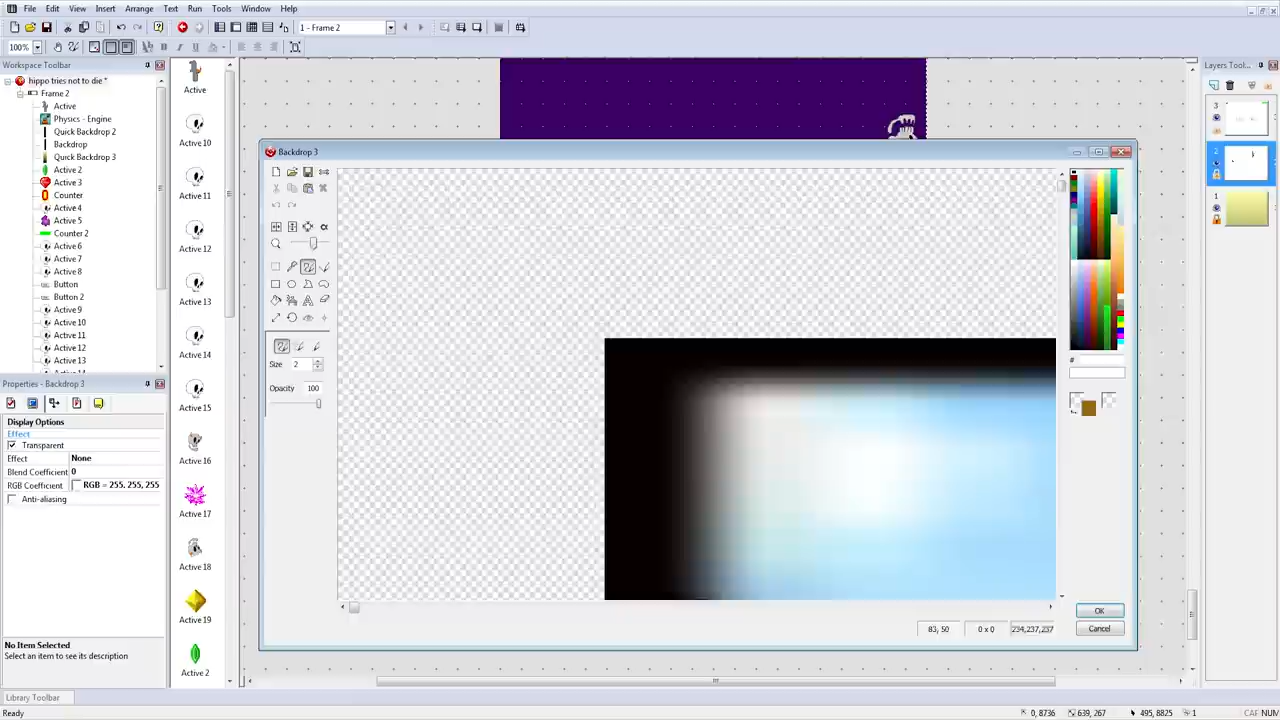 File Edit View Insert Arrange Text Run Tools Window Help
1 - Frame 2
100%
Workspace Toolbar
hippo tries not to die *
Frame 2
Active
Physics - Engine
Quick Backdrop 2
Backdrop
Quick Backdrop 3
Active 2
Active 3
Counter
Active 4
Active 5
Counter 2
Active 6
Active 7
Active 8
Button
Button 2
Active 9
Active 10
Active 11
Active 12
Active 13
Properties - Backdrop 3
Display Options
Effect
Transparent
Effect None
Blend Coefficient 0
RGB Coefficient RGB = 255, 255, 255
Anti-aliasing
No Item Selected
Select an item to see its description
Library Toolbar
Ready
Active
Active 10
Active 11
Active 12
Active 13
Active 14
Active 15
Active 16
Active 17
Active 18
Active 19
Active 2
Backdrop 3
Size 2
Opacity 100
#
83, 50
0 x 0
234,237,237
OK
Cancel
Layers Tool...
3
2
1
0, 8736
639, 267
495, 8825
1
CAF NUM